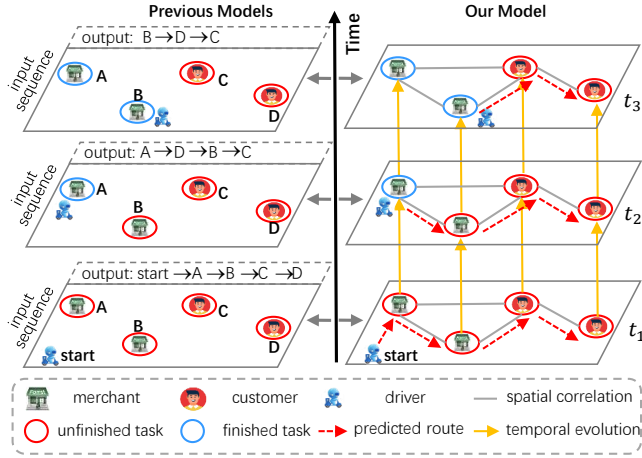 Previous Models
Time
Our Model
output: B →D →C
input sequence
A
B
C
D
t3
output: A →D →B →C
input sequence
A
B
C
D
t2
output: start →A →B →C →D
input sequence
A
B
C
D
start
start
t1
merchant customer driver spatial correlation
unfinished task finished task predicted route temporal evolution